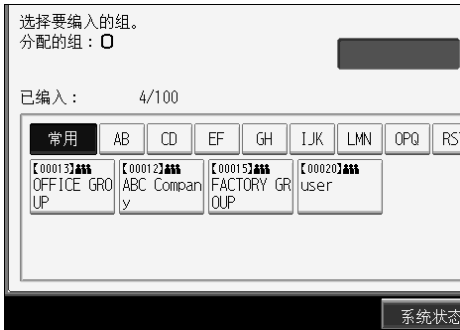 选择要编入的组。
分配的组：0
已编入： 4/100
常用 AB CD EF GH IJK LMN OPQ RS
【00013】 【00012】 【00015】 【00020】
OFFICE GRO ABC Compan FACTORY GR user
UP y OUP
系统状态